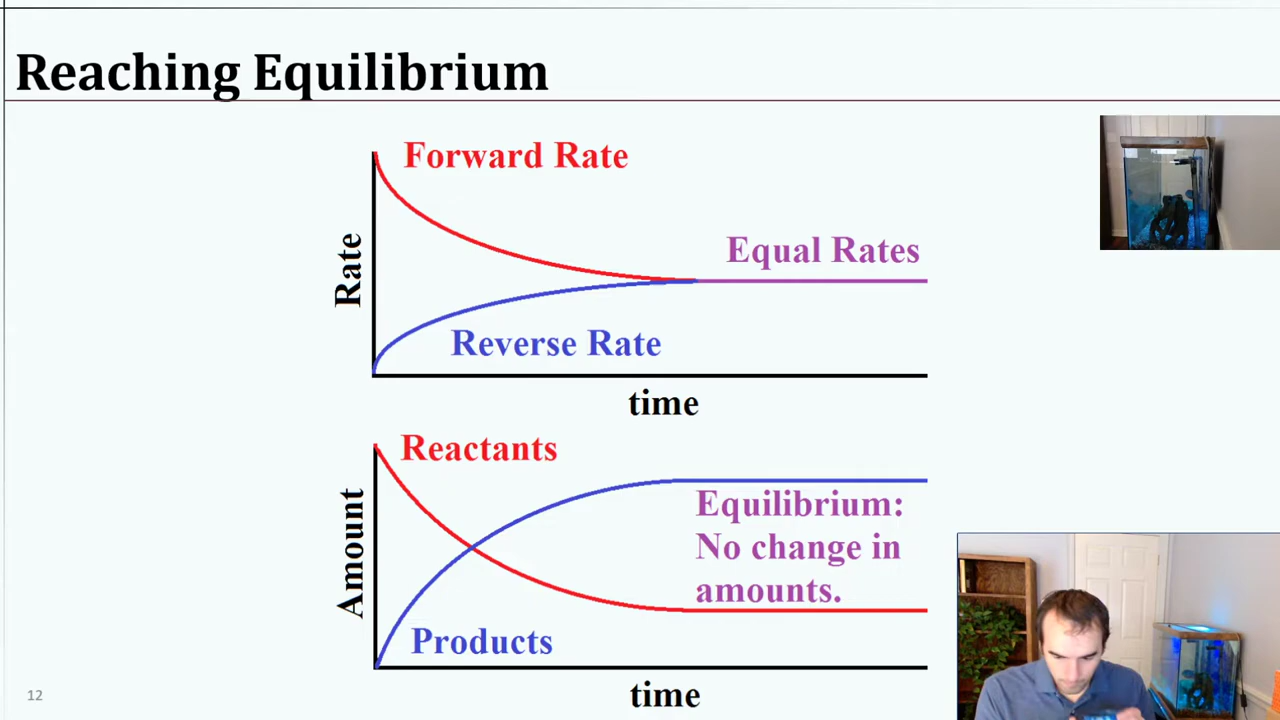 Reaching Equilibrium
Forward Rate
Rate
Equal Rates
Reverse Rate
time
Reactants
Amount
Equilibrium:
No change in
amounts.
Products
time
12